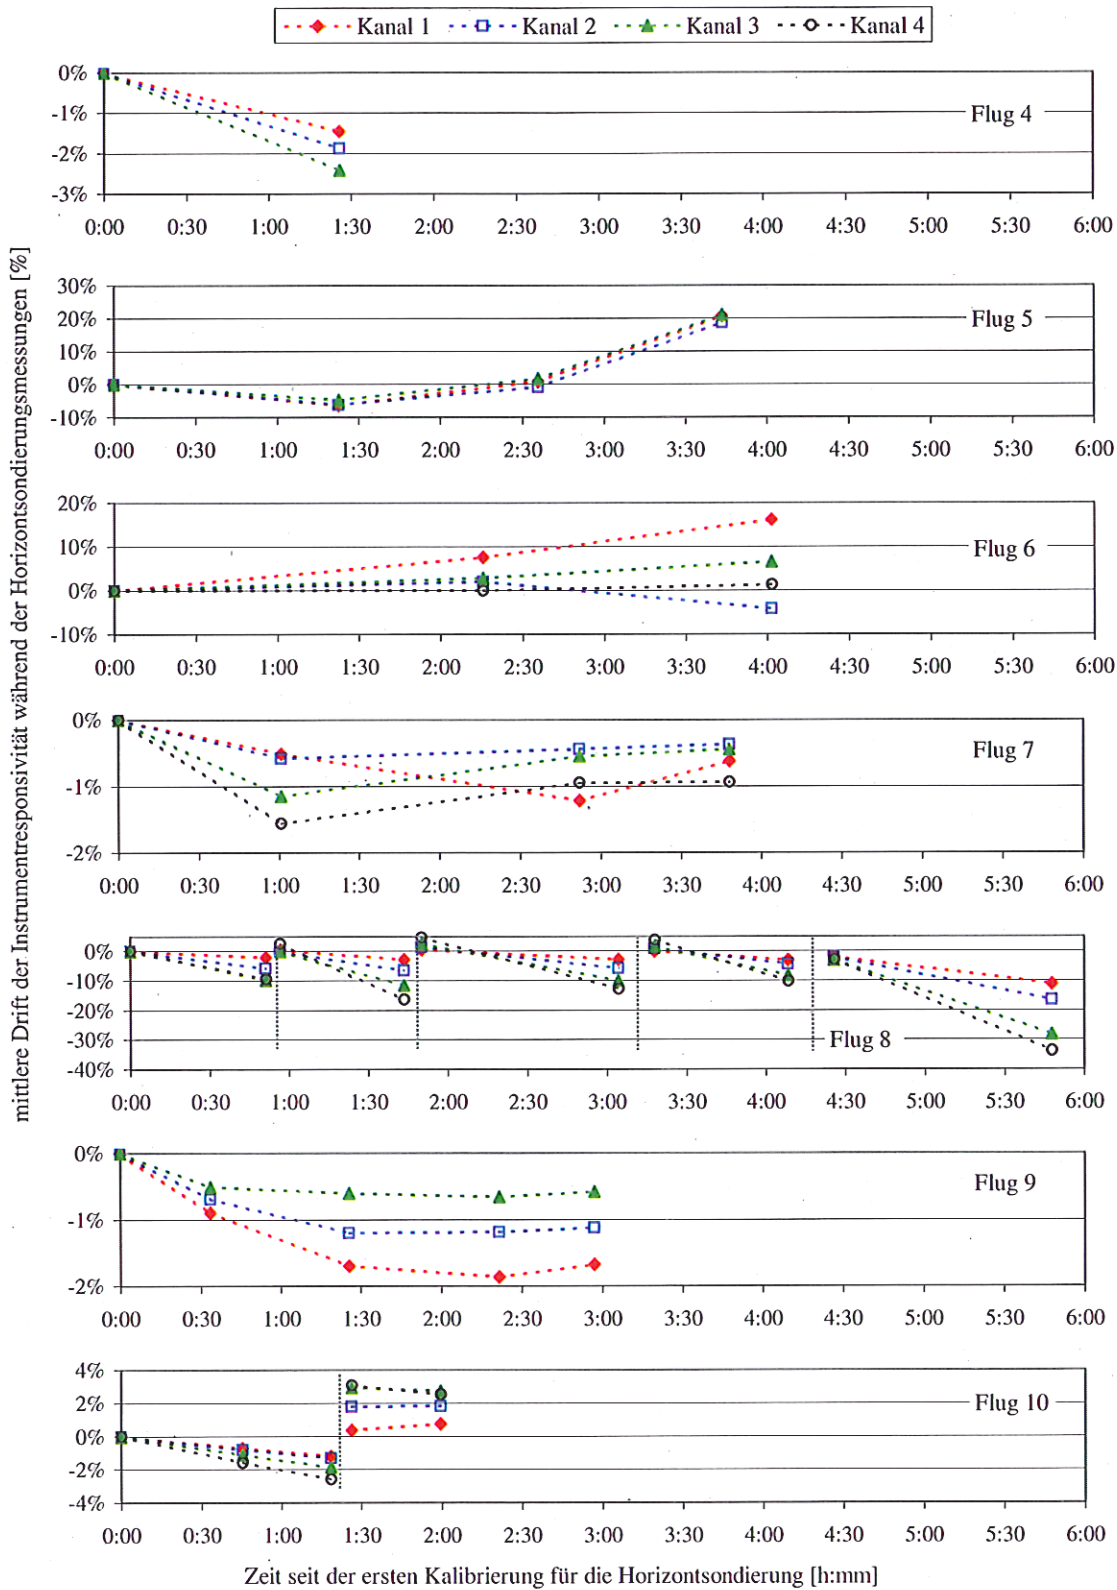 Kanal 1 Kanal 2 Kanal 3 Kanal 4
mittlere Drift der Instrumentresponsivität während der Horizontsondierungsmessungen [%]
0%
-1%
-2%
-3%
Flug 4
0:00 0:30 1:00 1:30 2:00 2:30 3:00 3:30 4:00 4:30 5:00 5:30 6:00
30%
20%
10%
0%
-10%
Flug 5
0:00 0:30 1:00 1:30 2:00 2:30 3:00 3:30 4:00 4:30 5:00 5:30 6:00
20%
10%
0%
-10%
Flug 6
0:00 0:30 1:00 1:30 2:00 2:30 3:00 3:30 4:00 4:30 5:00 5:30 6:00
0%
-1%
-2%
Flug 7
0:00 0:30 1:00 1:30 2:00 2:30 3:00 3:30 4:00 4:30 5:00 5:30 6:00
0%
-10%
-20%
-30%
-40%
Flug 8
0:00 0:30 1:00 1:30 2:00 2:30 3:00 3:30 4:00 4:30 5:00 5:30 6:00
0%
-1%
-2%
Flug 9
0:00 0:30 1:00 1:30 2:00 2:30 3:00 3:30 4:00 4:30 5:00 5:30 6:00
4%
2%
0%
-2%
-4%
Flug 10
0:00 0:30 1:00 1:30 2:00 2:30 3:00 3:30 4:00 4:30 5:00 5:30 6:00
Zeit seit der ersten Kalibrierung für die Horizontsondierung [h:mm]